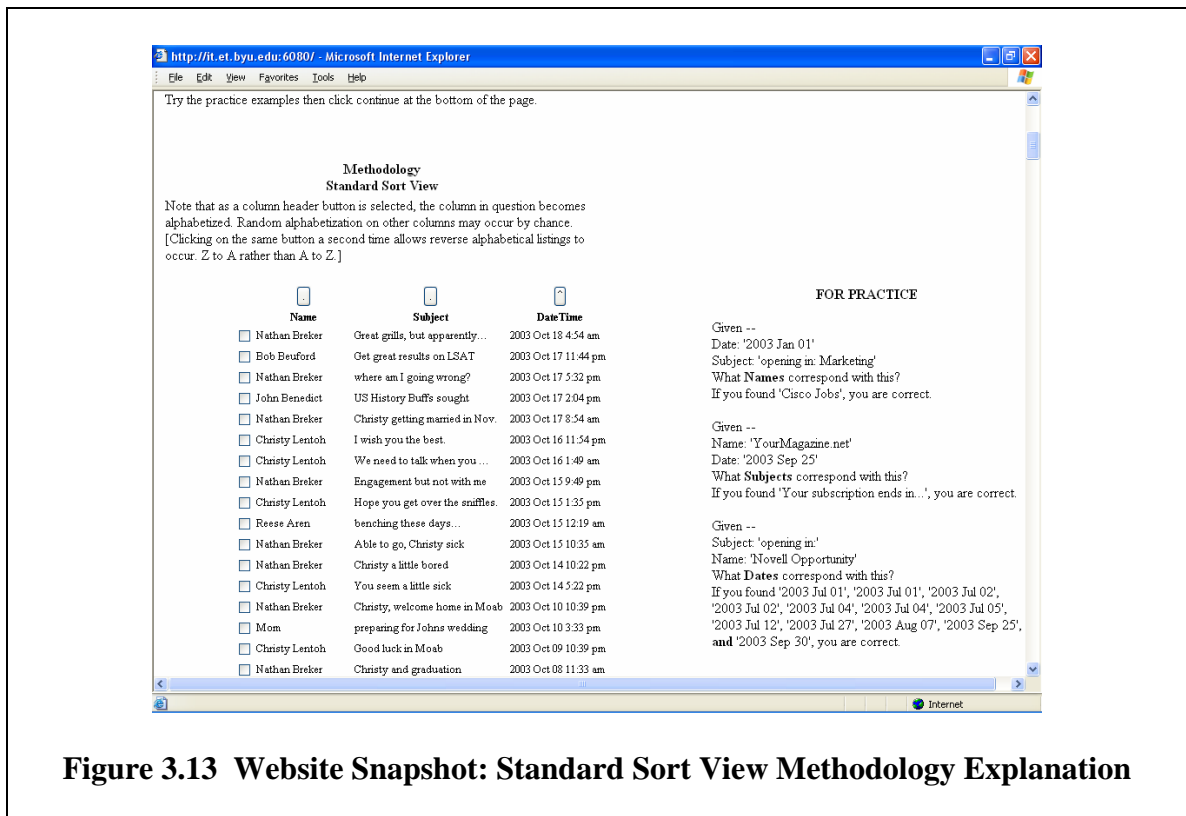 http://it.et.byu.edu:6080/ - Microsoft Internet Explorer
File Edit View Favorites Tools Help
Try the practice examples then click continue at the bottom of the page.
Methodology
Standard Sort View
Note that as a column header button is selected, the column in question becomes
alphabetized. Random alphabetization on other columns may occur by chance.
[Clicking on the same button a second time allows reverse alphabetical listings to
occur. Z to A rather than A to Z.]
. . ^
Name Subject DateTime
Nathan Breker Great grills, but apparently... 2003 Oct 18 4:54 am
Bob Beuford Get great results on LSAT 2003 Oct 17 11:44 pm
Nathan Breker where am I going wrong? 2003 Oct 17 5:32 pm
John Benedict US History Buffs sought 2003 Oct 17 2:04 pm
Nathan Breker Christy getting married in Nov. 2003 Oct 17 8:54 am
Christy Lentoh I wish you the best. 2003 Oct 16 11:54 pm
Christy Lentoh We need to talk when you ... 2003 Oct 16 1:49 am
Nathan Breker Engagement but not with me 2003 Oct 15 9:49 pm
Christy Lentoh Hope you get over the sniffles. 2003 Oct 15 1:35 pm
Reese Aren benching these days... 2003 Oct 15 12:19 am
Nathan Breker Able to go, Christy sick 2003 Oct 15 10:35 am
Nathan Breker Christy a little bored 2003 Oct 14 10:22 pm
Christy Lentoh You seem a little sick 2003 Oct 14 5:22 pm
Nathan Breker Christy, welcome home in Moab 2003 Oct 10 10:39 pm
Mom preparing for Johns wedding 2003 Oct 10 3:33 pm
Christy Lentoh Good luck in Moab 2003 Oct 09 10:39 pm
Nathan Breker Christy and graduation 2003 Oct 08 11:33 am
FOR PRACTICE
Given --
Date: '2003 Jan 01'
Subject: 'opening in: Marketing'
What Names correspond with this?
If you found 'Cisco Jobs', you are correct.
Given --
Name: 'YourMagazine.net'
Date: '2003 Sep 25'
What Subjects correspond with this?
If you found 'Your subscription ends in...', you are correct.
Given --
Subject: 'opening in:'
Name: 'Novell Opportunity'
What Dates correspond with this?
If you found '2003 Jul 01', '2003 Jul 01', '2003 Jul 02',
'2003 Jul 02', '2003 Jul 04', '2003 Jul 04', '2003 Jul 05',
'2003 Jul 12', '2003 Jul 27', '2003 Aug 07', '2003 Sep 25',
and '2003 Sep 30', you are correct.
Internet
Figure 3.13 Website Snapshot: Standard Sort View Methodology Explanation